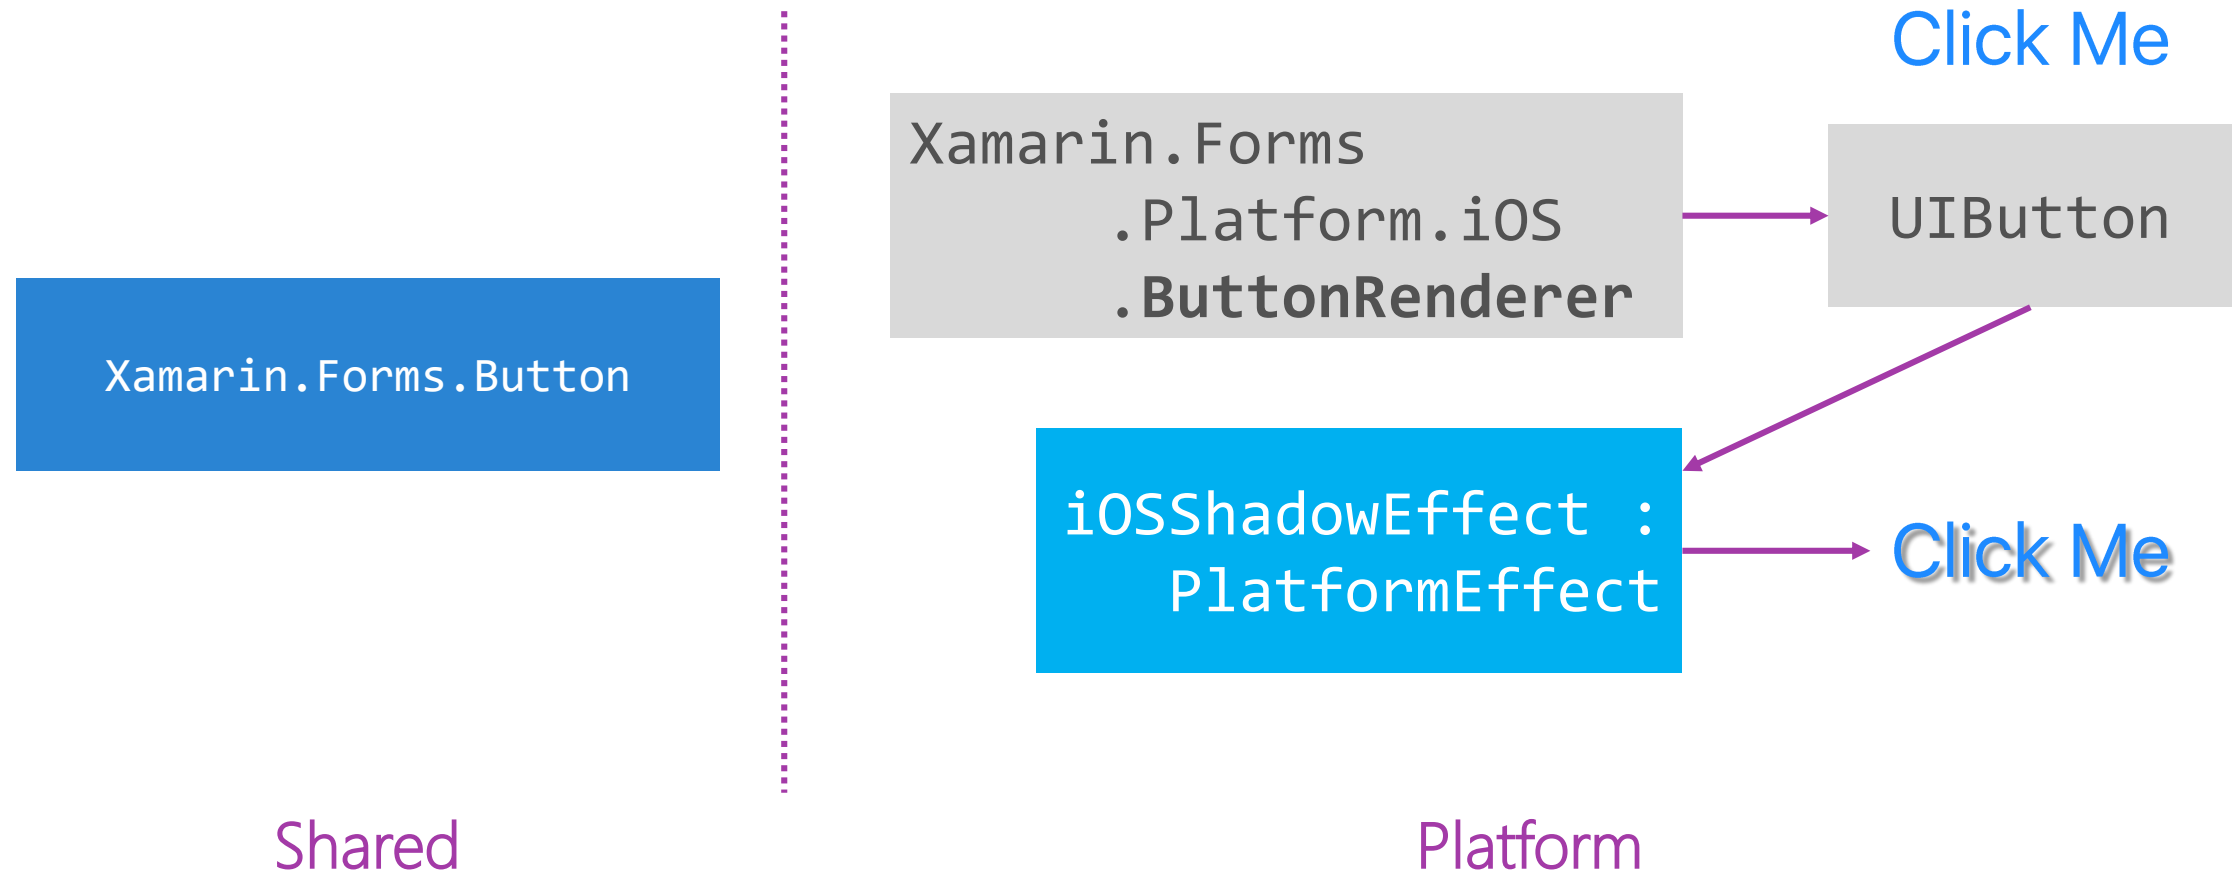 Click Me
Xamarin.Forms
.Platform.iOS
.ButtonRenderer
UIButton
Xamarin.Forms.Button
iOSShadowEffect :
PlatformEffect
Click Me
Shared
Platform